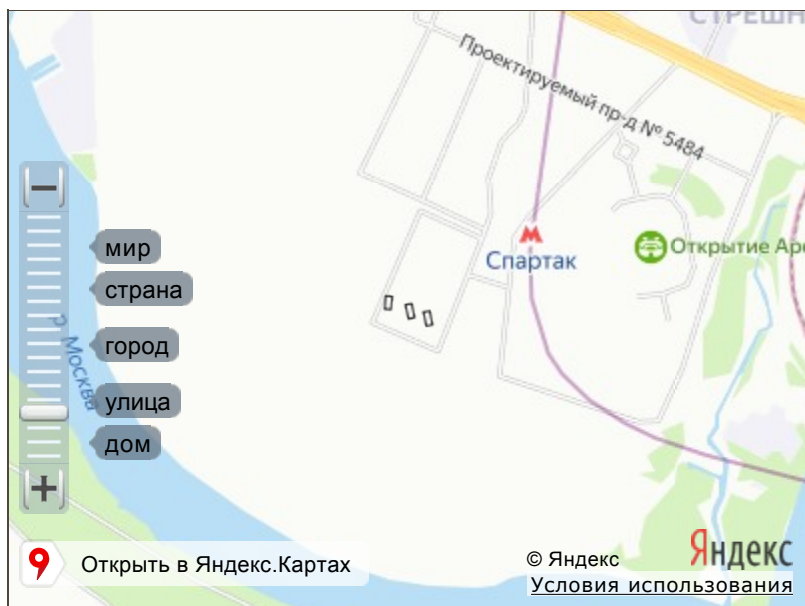 СТРЕШН
Проектируемый пр-д № 5484
М
Спартак
Открытие Аре
мир
страна
город
улица
дом
р. Москва
Открыть в Яндекс.Картах
© Яндекс
Яндекс
Условия использования